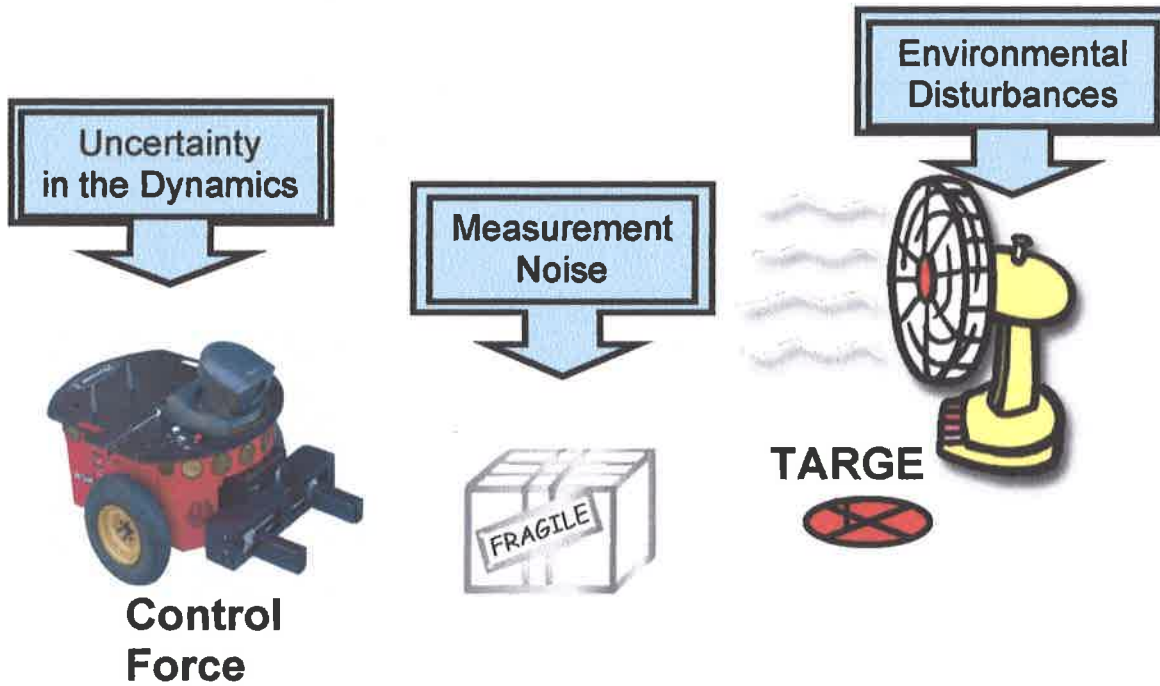 Environmental
Disturbances
Uncertainty
in the Dynamics
Measurement
Noise
TARGE
FRAGILE
Control
Force